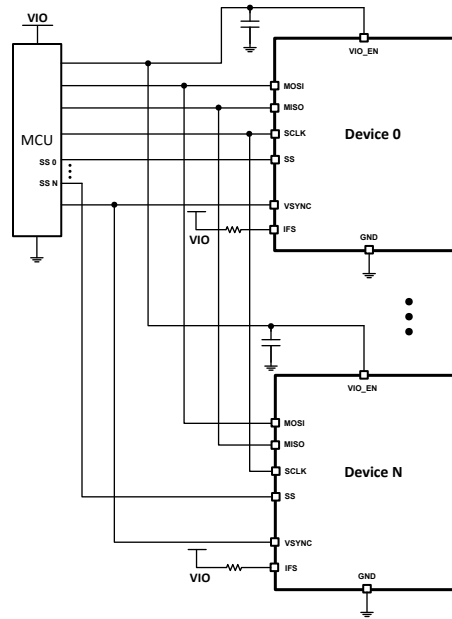 VIO
VIO_EN
MOSI
MISO
MCU
SCLK
Device 0
SS 0
SS
SS N
VSYNC
VIO
IFS
GND
VIO_EN
MOSI
MISO
SCLK
Device N
SS
VSYNC
VIO
IFS
GND